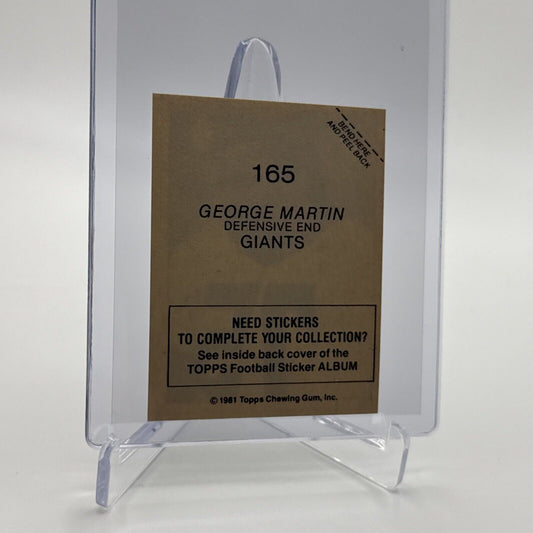 BEND HERE
AND PEEL BACK
165
GEORGE MARTIN
DEFENSIVE END
GIANTS
NEED STICKERS
TO COMPLETE YOUR COLLECTION?
See inside back cover of the
TOPPS Football Sticker ALBUM
© 1981 Topps Chewing Gum, Inc.